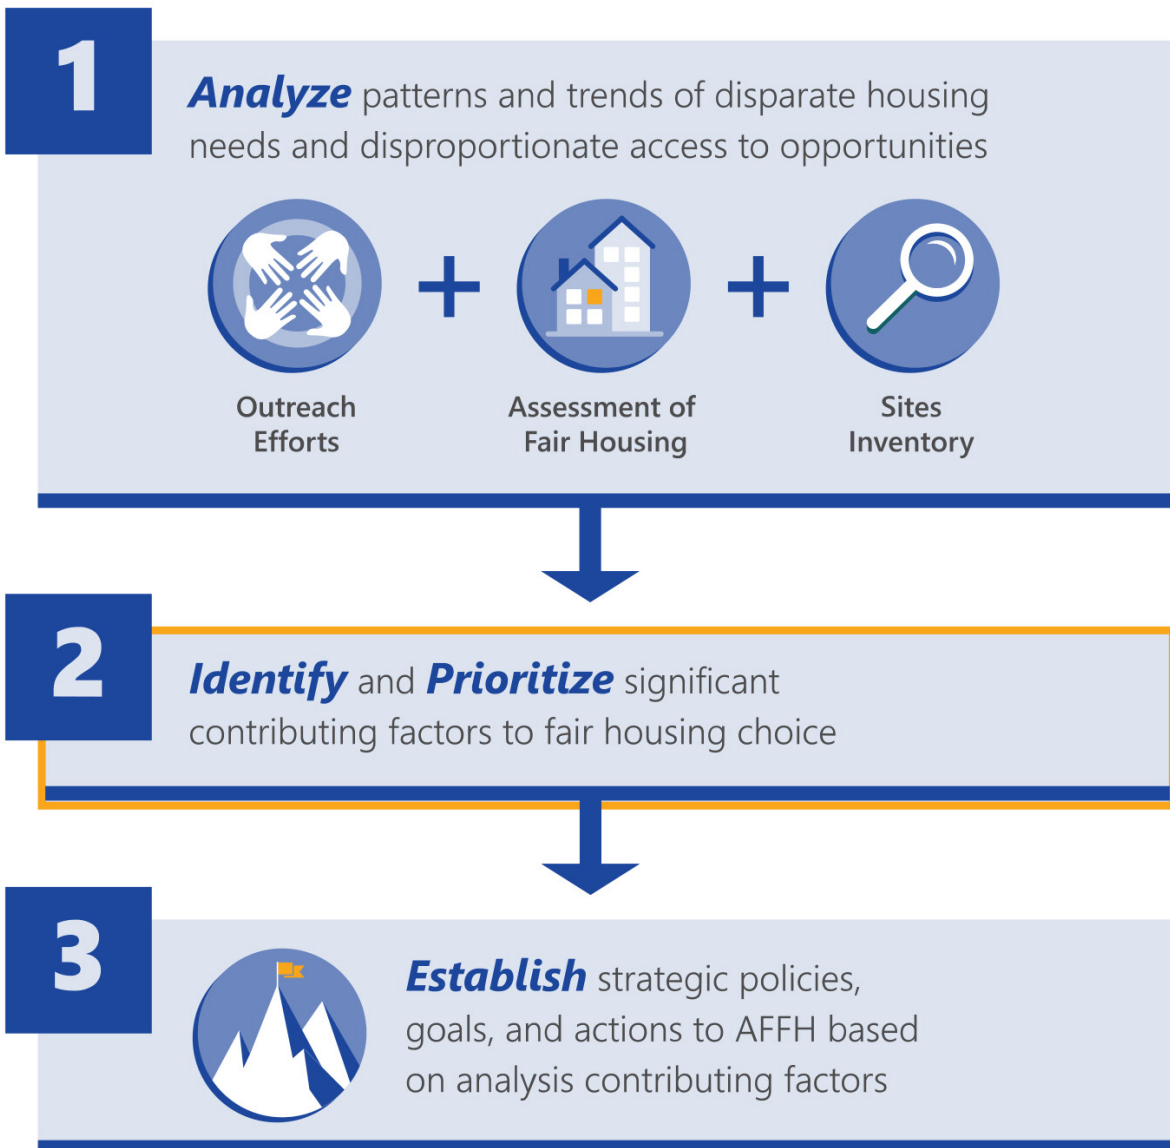 1
Analyze patterns and trends of disparate housing
needs and disproportionate access to opportunities
Outreach
Efforts
Assessment of
Fair Housing
Sites
Inventory
2
Identify and Prioritize significant
contributing factors to fair housing choice
3
Establish strategic policies,
goals, and actions to AFFH based
on analysis contributing factors